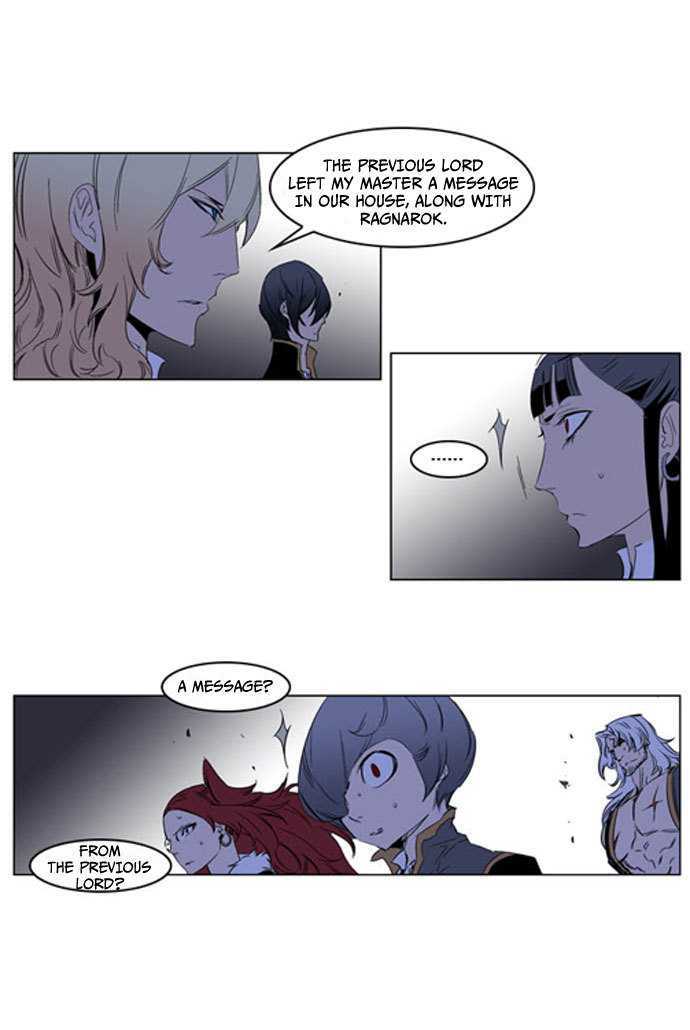 THE PREVIOUS LORD
LEFT MY MASTER A MESSAGE
IN OUR HOUSE, ALONG WITH
RAGNAROK.
......
A MESSAGE?
FROM
THE PREVIOUS
LORD?